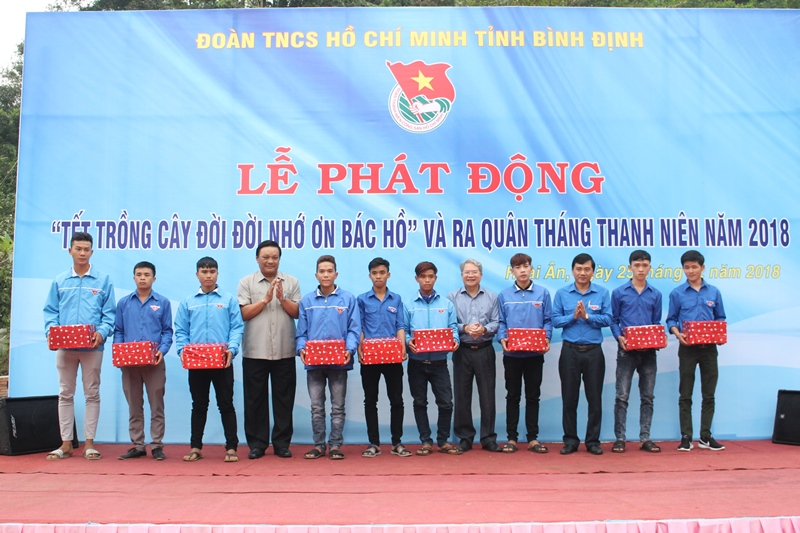 ĐOÀN TNCS HỒ CHÍ MINH TỈNH BÌNH ĐỊNH
LỄ PHÁT ĐỘNG
“TẾT TRỒNG CÂY ĐỜI ĐỜI NHỚ ƠN BÁC HỒ” VÀ RA QUÂN THÁNG THANH NIÊN NĂM 2018
Ân, năm 2018